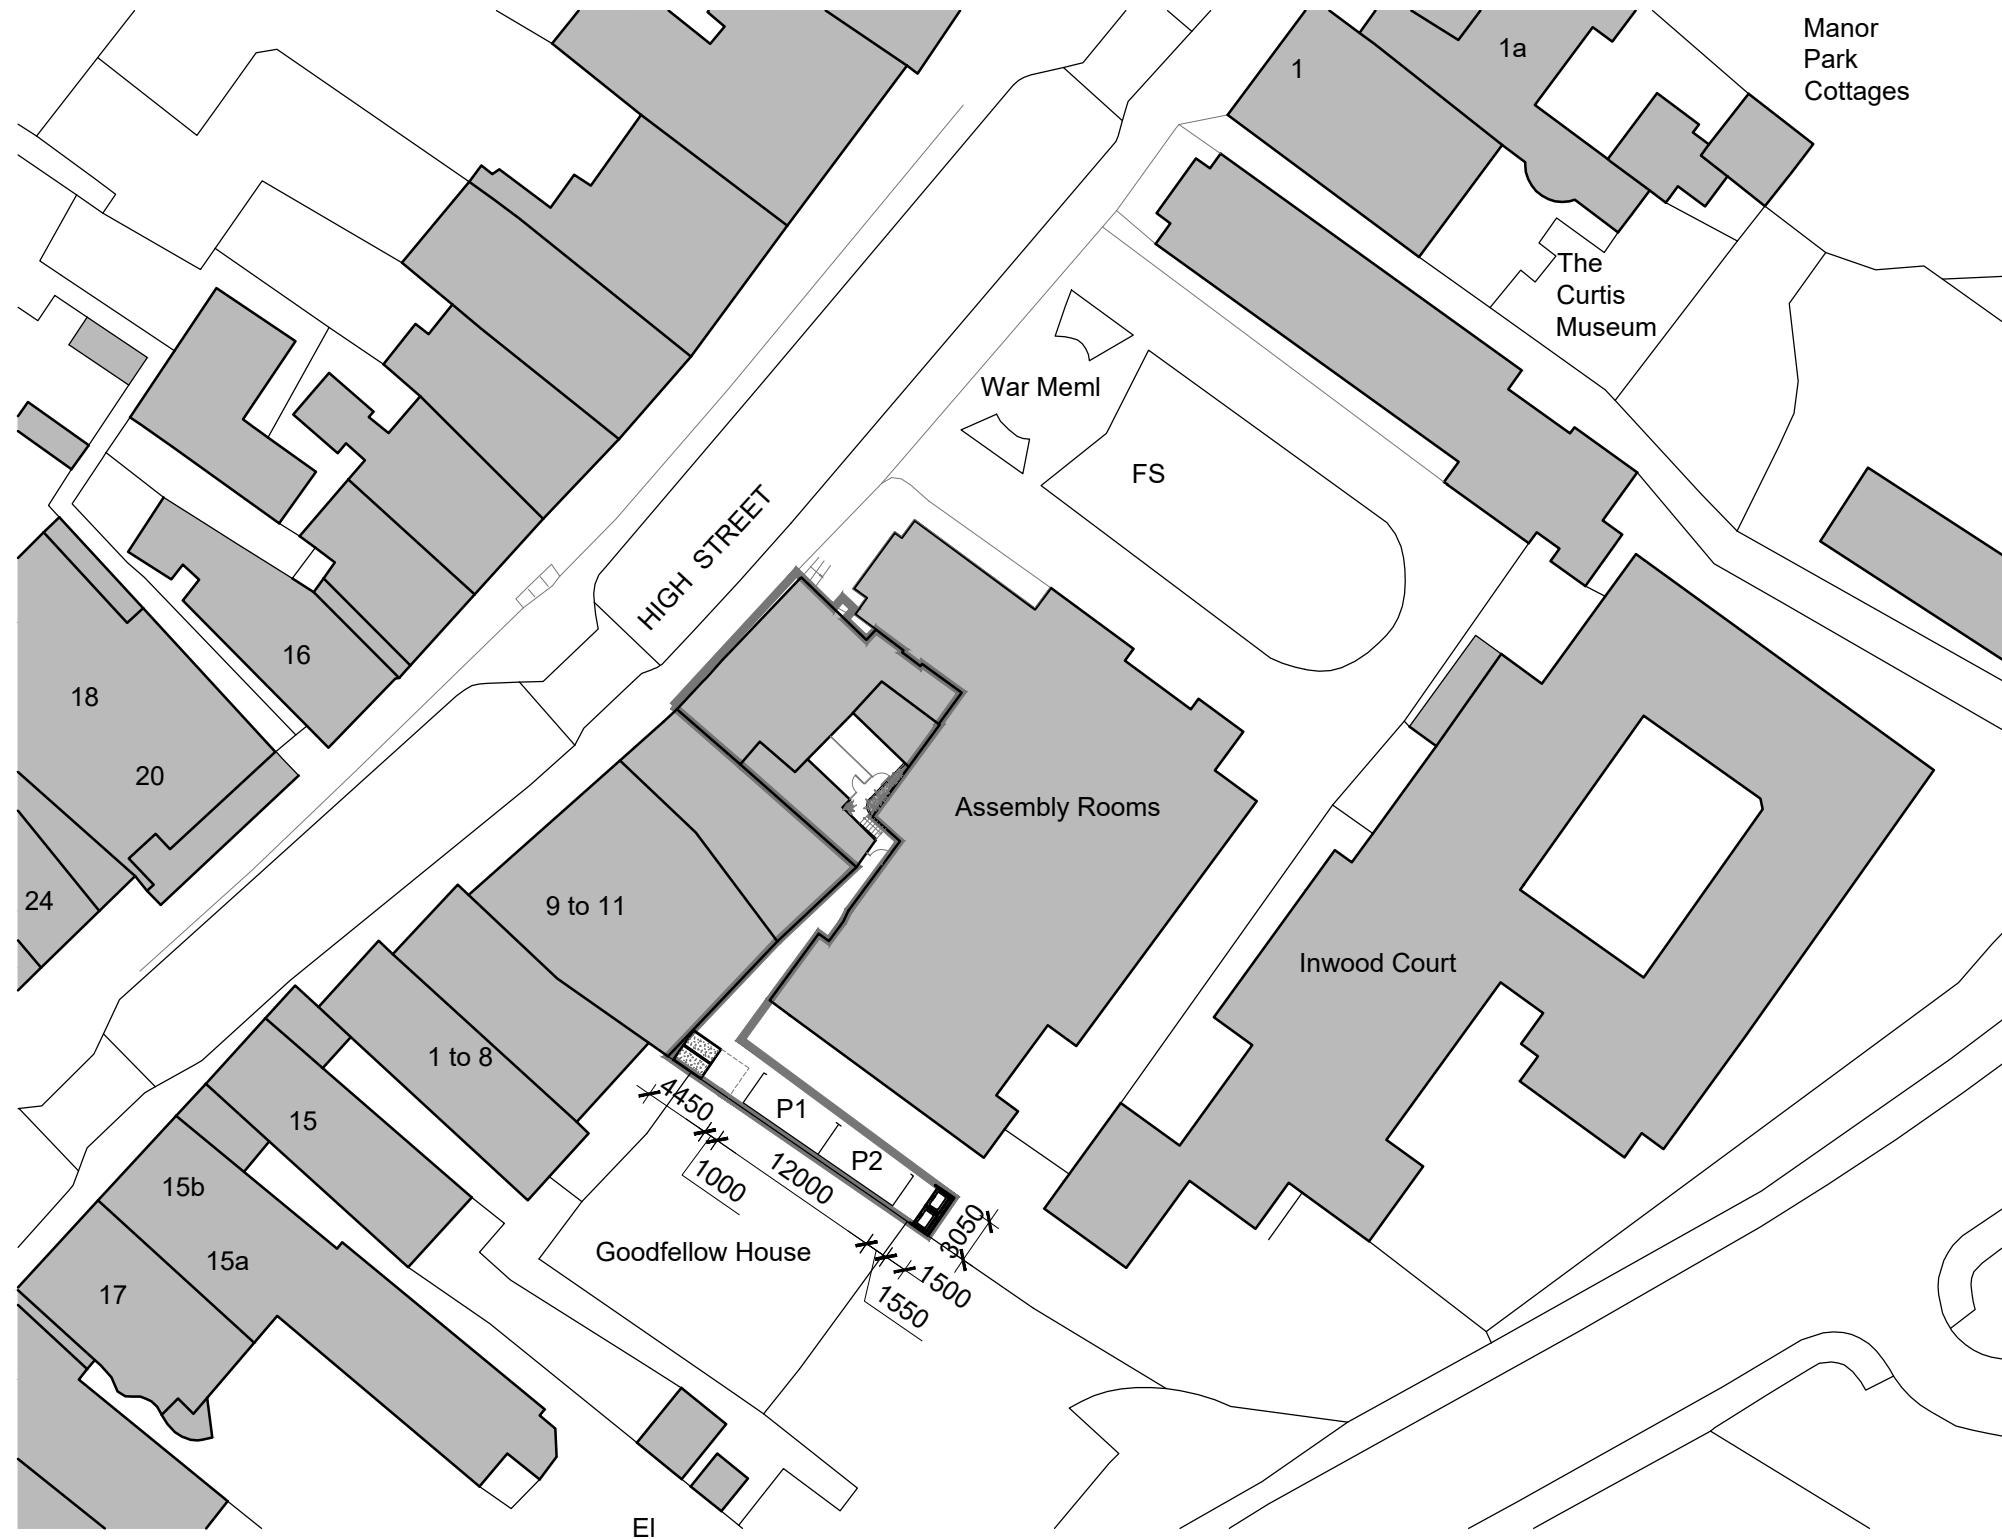 Manor
Park
Cottages
1
1a
The
Curtis
Museum
War Meml
FS
HIGH STREET
16
18
20
24
Assembly Rooms
9 to 11
Inwood Court
1 to 8
15
15b
15a
17
P1
P2
4450
1000
12000
3050
1500
1550
Goodfellow House
El